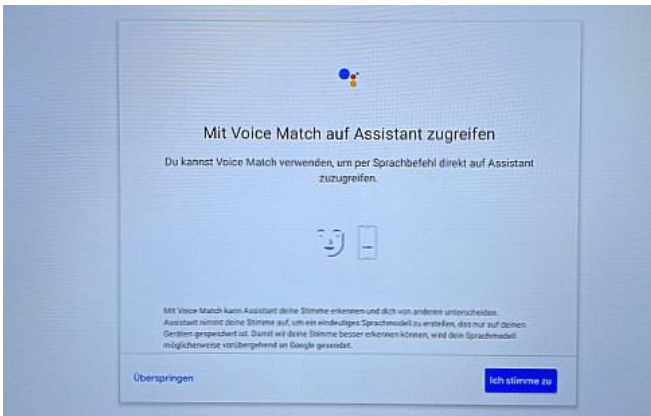 Mit Voice Match auf Assistant zugreifen
Du kannst Voice Match verwenden, um per Sprachbefehl direkt auf Assistant
zuzugreifen.
Mit Voice Match kann Assistant deine Stimme erkennen und dich von anderen unterscheiden.
Assistant nimmt deine Stimme auf, um ein eindeutiges Sprachmodell zu erstellen, das nur auf deinen
Geräten gespeichert ist. Damit wir deine Stimme besser erkennen können, wird dein Sprachmodell
möglicherweise vorübergehend an Google gesendet.
Überspringen
Ich stimme zu